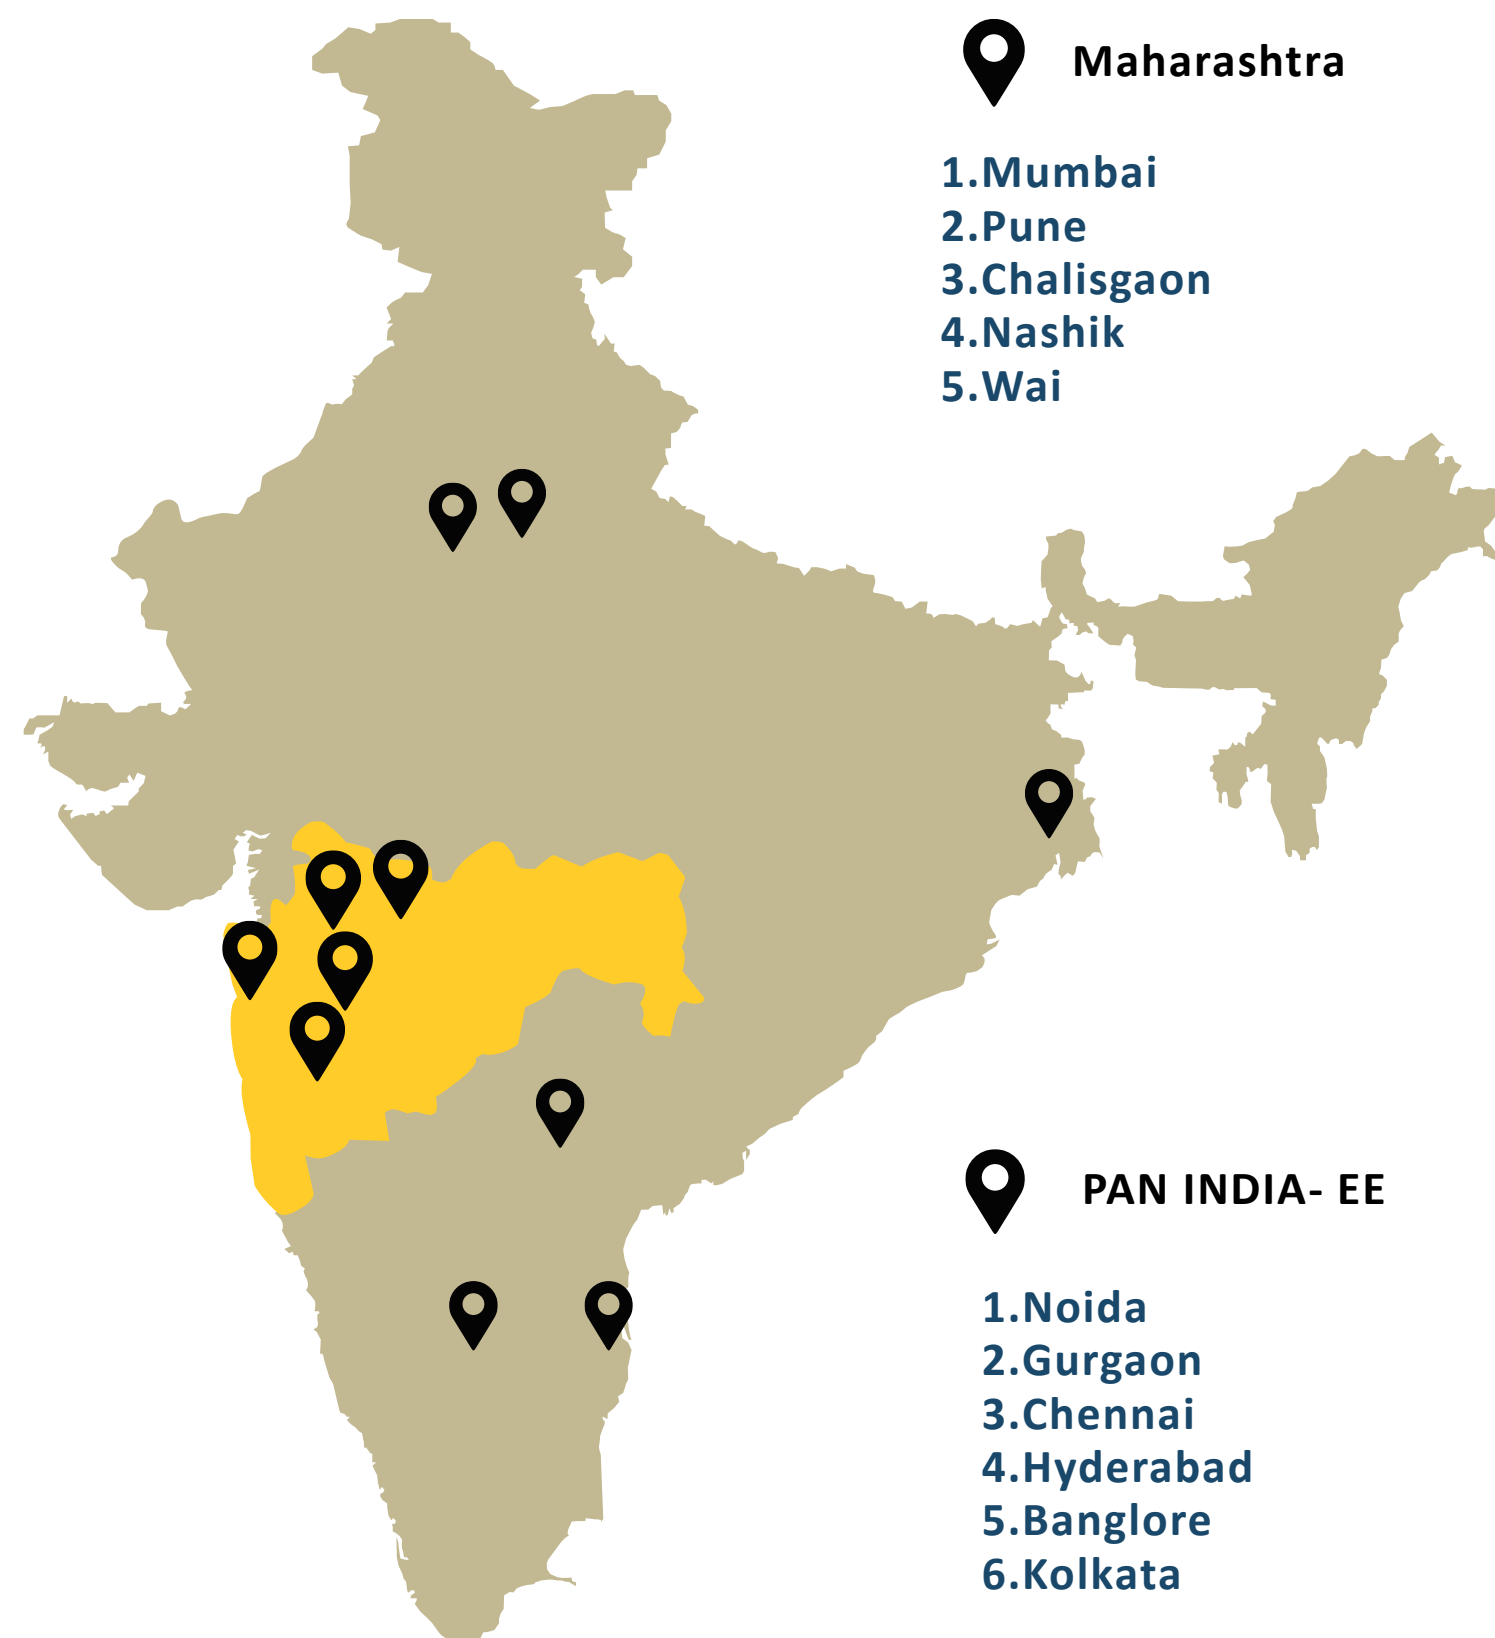 Maharashtra
1.Mumbai
2.Pune
3.Chalisgaon
4.Nashik
5.Wai
PAN INDIA- EE
1.Noida
2.Gurgaon
3.Chennai
4.Hyderabad
5.Banglore
6.Kolkata